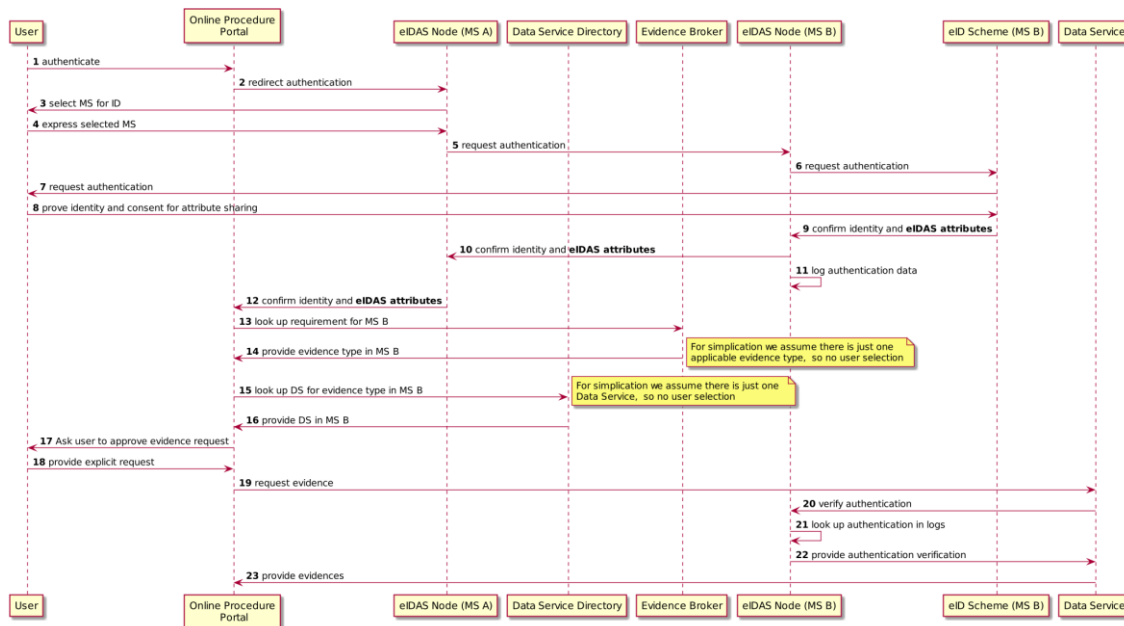 User
Online Procedure
Portal
eIDAS Node (MS A)
Data Service Directory
Evidence Broker
eIDAS Node (MS B)
eID Scheme (MS B)
Data Service
1 authenticate
2 redirect authentication
3 select MS for ID
4 express selected MS
5 request authentication
6 request authentication
7 request authentication
8 prove identity and consent for attribute sharing
9 confirm identity and eIDAS attributes
10 confirm identity and eIDAS attributes
11 log authentication data
12 confirm identity and eIDAS attributes
13 look up requirement for MS B
14 provide evidence type in MS B
For simplication we assume there is just one
applicable evidence type, so no user selection
15 look up DS for evidence type in MS B
For simplication we assume there is just one
Data Service, so no user selection
16 provide DS in MS B
17 Ask user to approve evidence request
18 provide explicit request
19 request evidence
20 verify authentication
21 look up authentication in logs
22 provide authentication verification
23 provide evidences
User
Online Procedure
Portal
eIDAS Node (MS A)
Data Service Directory
Evidence Broker
eIDAS Node (MS B)
eID Scheme (MS B)
Data Service